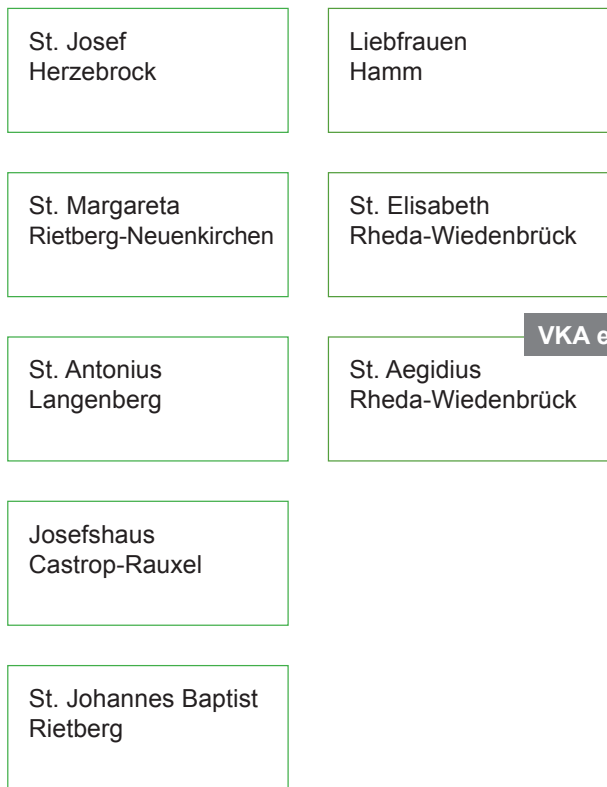 St. Josef
Herzebrock
Liebfrauen
Hamm
St. Margareta
Rietberg-Neuenkirchen
St. Elisabeth
Rheda-Wiedenbrück
VKA e
St. Antonius
Langenberg
St. Aegidius
Rheda-Wiedenbrück
Josefshaus
Castrop-Rauxel
St. Johannes Baptist
Rietberg